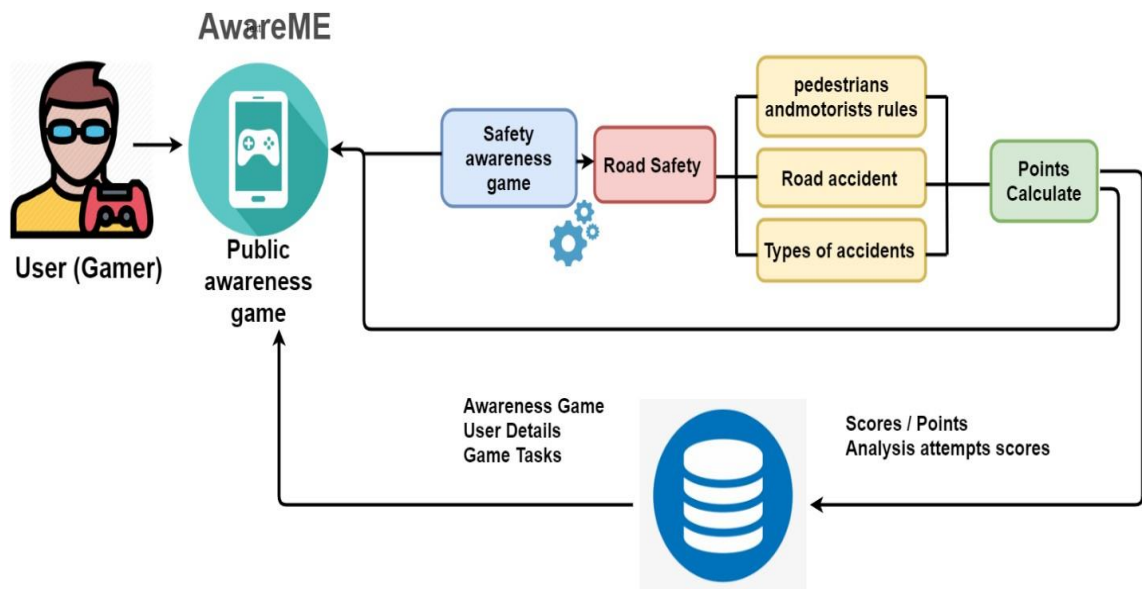 AwareME
Text
User (Gamer)
Public
awareness
game
Safety
awareness
game
Road Safety
pedestrians
andmotorists rules
Road accident
Types of accidents
Points
Calculate
Awareness Game
User Details
Game Tasks
Scores / Points
Analysis attempts scores